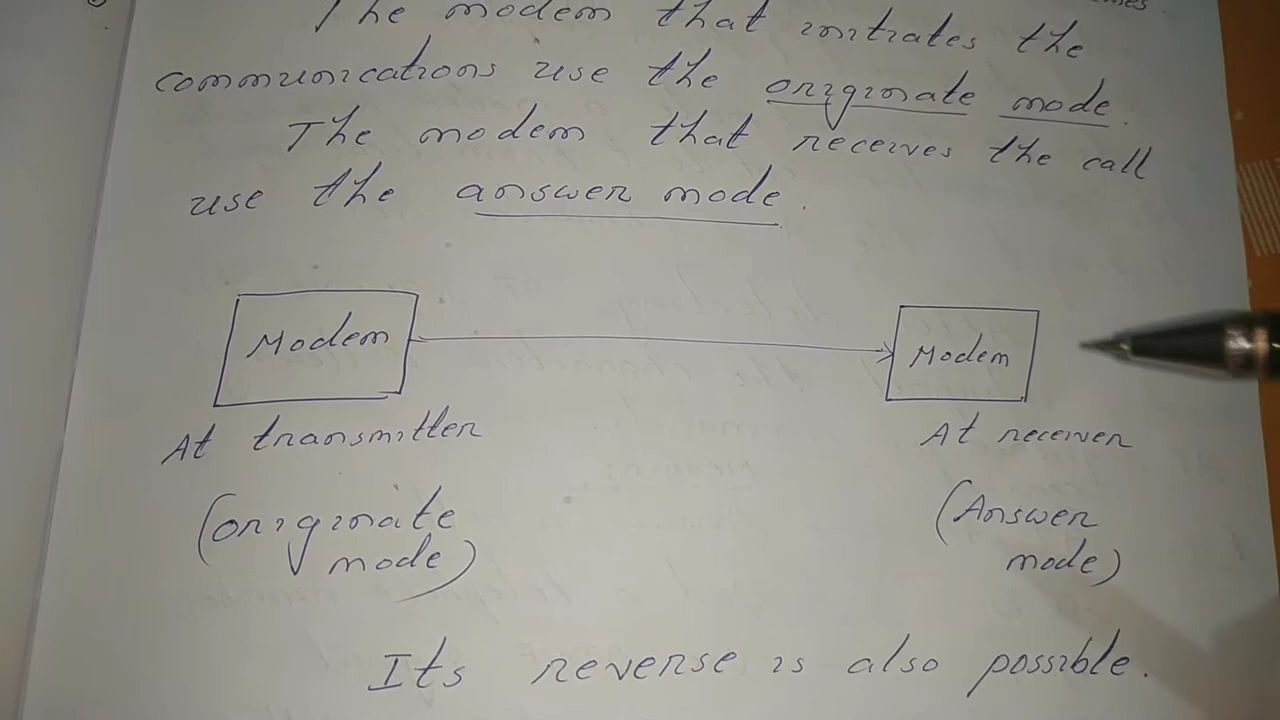 The modem that initiates the
communications use the originate mode.
The modem that receives the call
use the answer mode.
Modem
Modem
At transmitter
At receiver
(originate
mode)
(Answer
mode)
Its reverse is also possible.